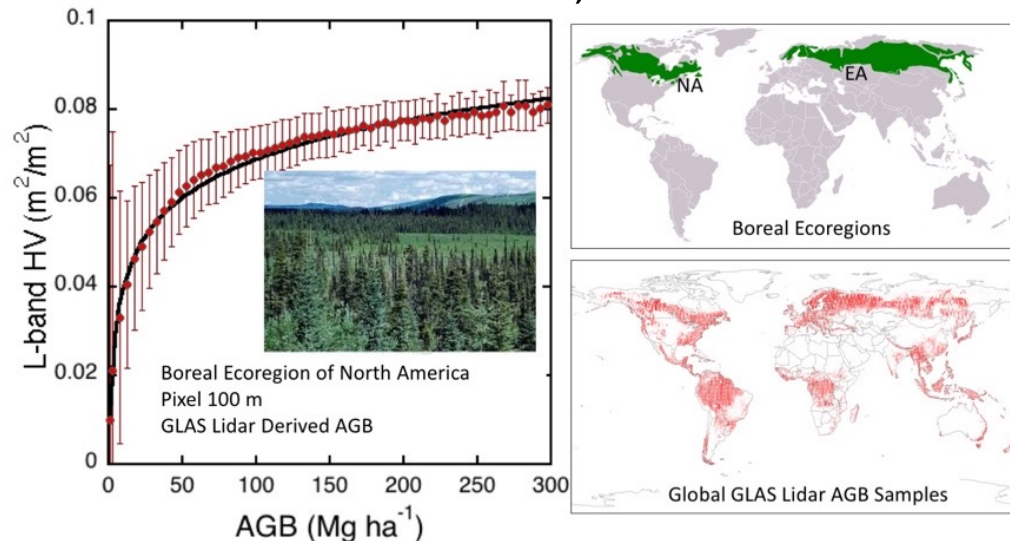 L-band HV (m²/m²)
0.1
0.08
0.06
0.04
0.02
0
0 50 100 150 200 250 300
AGB (Mg ha⁻¹)
Boreal Ecoregion of North America
Pixel 100 m
GLAS Lidar Derived AGB
NA
EA
Boreal Ecoregions
Global GLAS Lidar AGB Samples